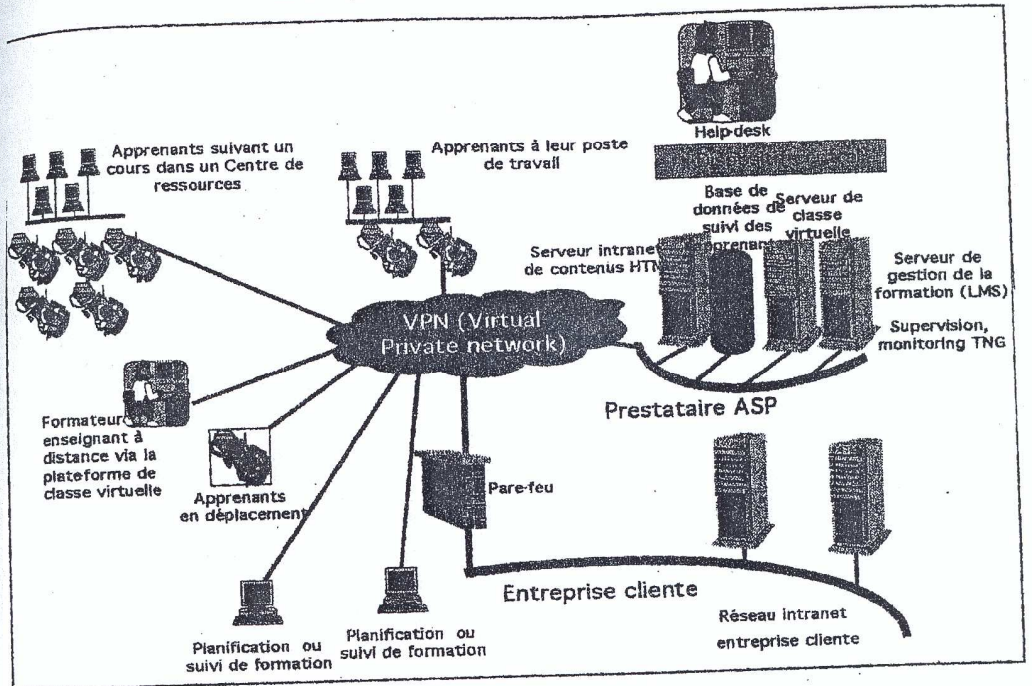 Help-desk
Apprenants suivant un
cours dans un Centre de
ressources
Apprenants à leur poste
de travail
Base de
données de
suivi des
apprenants
Serveur de
classe
virtuelle
Serveur intranet
de contenus HTM
Serveur de
gestion de la
formation (LMS)
Supervision,
monitoring TNG
VPN (Virtual
Private network)
Prestataire ASP
Formateur
enseignant à
distance via la
plateforme de
classe virtuelle
Apprenants
en déplacement
Pare-feu
Entreprise cliente
Réseau intranet
entreprise cliente
Planification ou
suivi de formation
Planification ou
suivi de formation